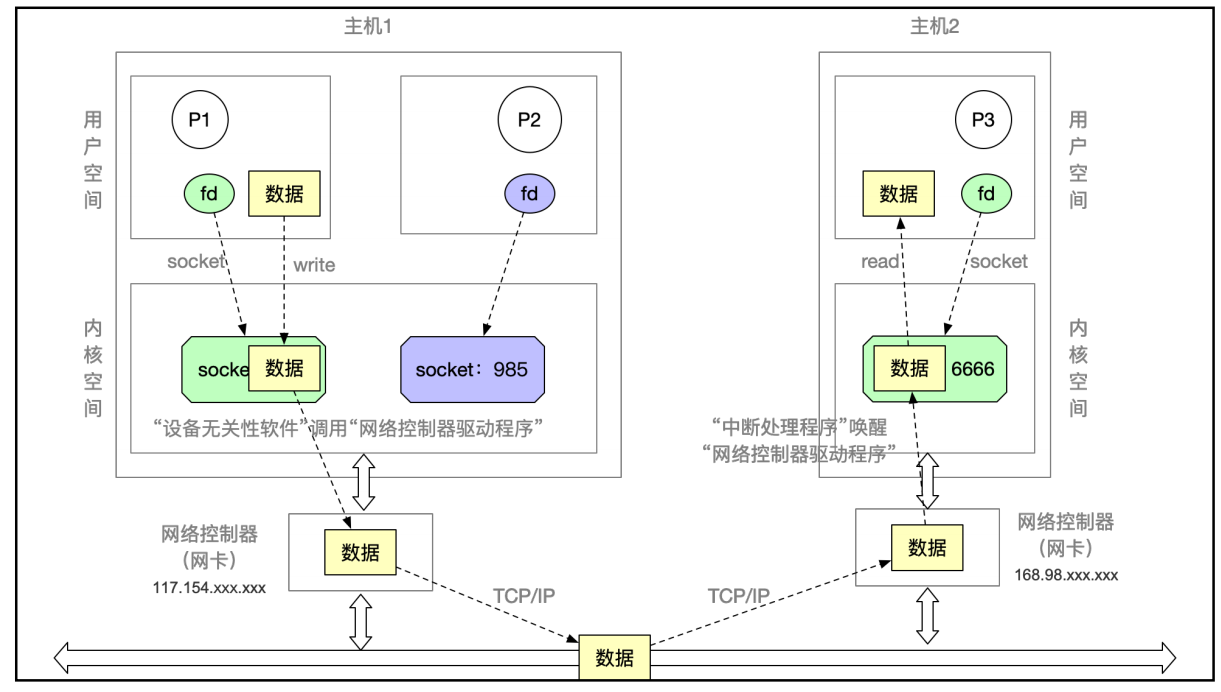 主机1
主机2
用户空间
P1
P2
P3
用户空间
fd
数据
fd
数据
fd
socket
write
read
socket
内核空间
socke
数据
socket：985
数据
6666
内核空间
“设备无关性软件”调用“网络控制器驱动程序”
“中断处理程序”唤醒
“网络控制器驱动程序”
网络控制器
（网卡）
117.154.xxx.xxx
数据
数据
网络控制器
（网卡）
168.98.xxx.xxx
TCP/IP
TCP/IP
数据